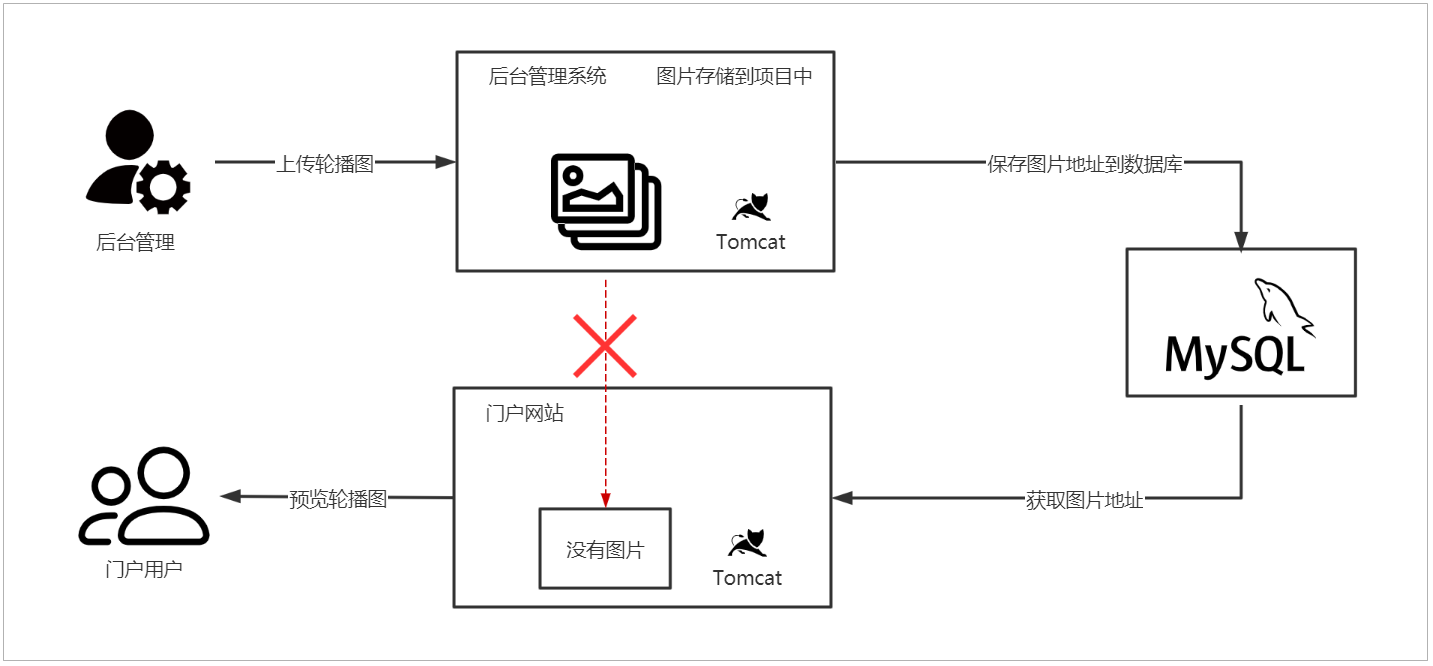 后台管理系统 图片存储到项目中
上传轮播图
保存图片地址到数据库
Tomcat
后台管理
MySQL
门户网站
预览轮播图
获取图片地址
没有图片
Tomcat
门户用户